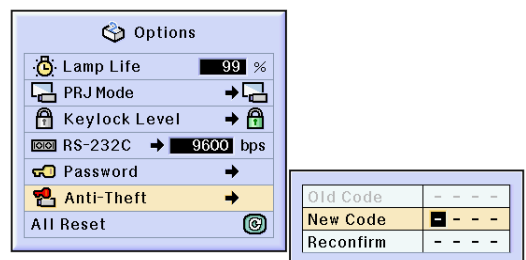 Options
Lamp Life 99 %
PRJ Mode
Keylock Level
RS-232C 9600 bps
Password
Anti-Theft
All Reset
Old Code - - - -
New Code - - - -
Reconfirm - - - -